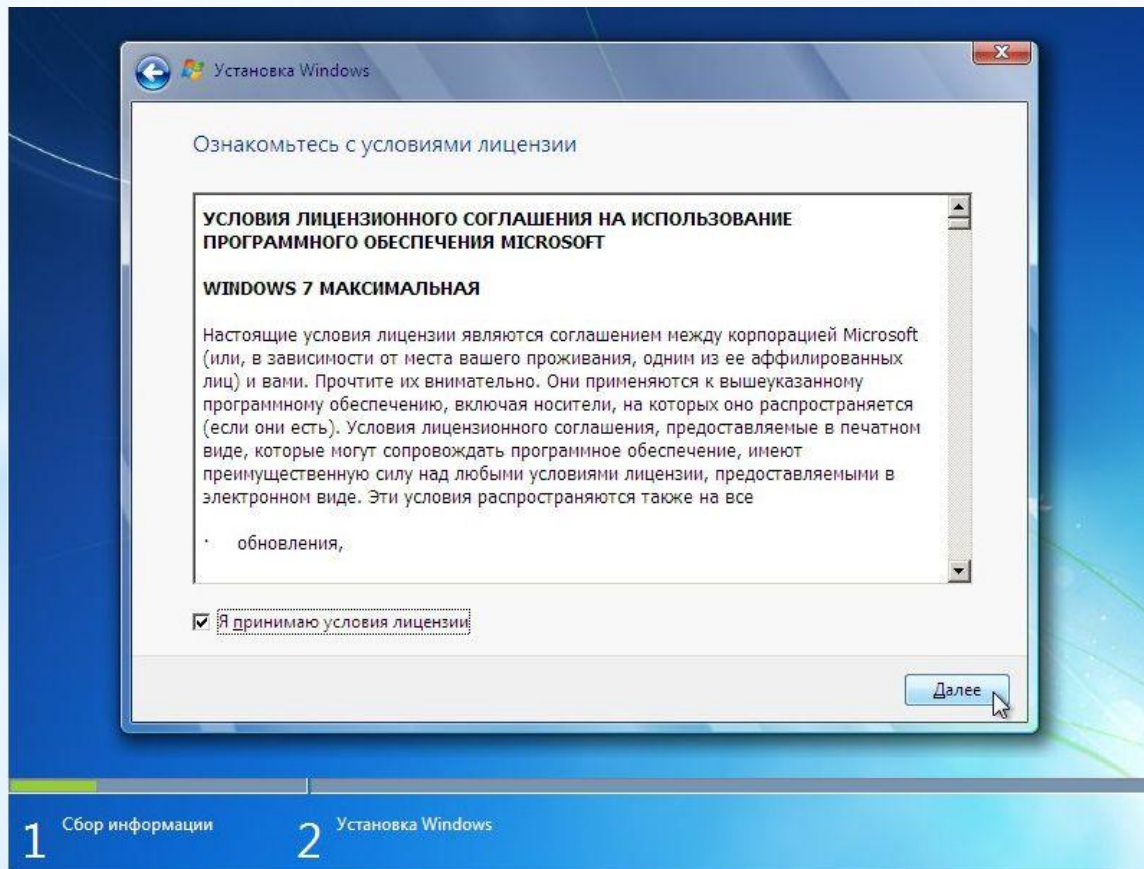 Установка Windows
Ознакомьтесь с условиями лицензии
УСЛОВИЯ ЛИЦЕНЗИОННОГО СОГЛАШЕНИЯ НА ИСПОЛЬЗОВАНИЕ
ПРОГРАММНОГО ОБЕСПЕЧЕНИЯ MICROSOFT
WINDOWS 7 МАКСИМАЛЬНАЯ
Настоящие условия лицензии являются соглашением между корпорацией Microsoft
(или, в зависимости от места вашего проживания, одним из ее аффилированных
лиц) и вами. Прочтите их внимательно. Они применяются к вышеуказанному
программному обеспечению, включая носители, на которых оно распространяется
(если они есть). Условия лицензионного соглашения, предоставляемые в печатном
виде, которые могут сопровождать программное обеспечение, имеют
преимущественную силу над любыми условиями лицензии, предоставляемыми в
электронном виде. Эти условия распространяются также на все
· обновления,
Я принимаю условия лицензии
Далее
1 Сбор информации
2 Установка Windows